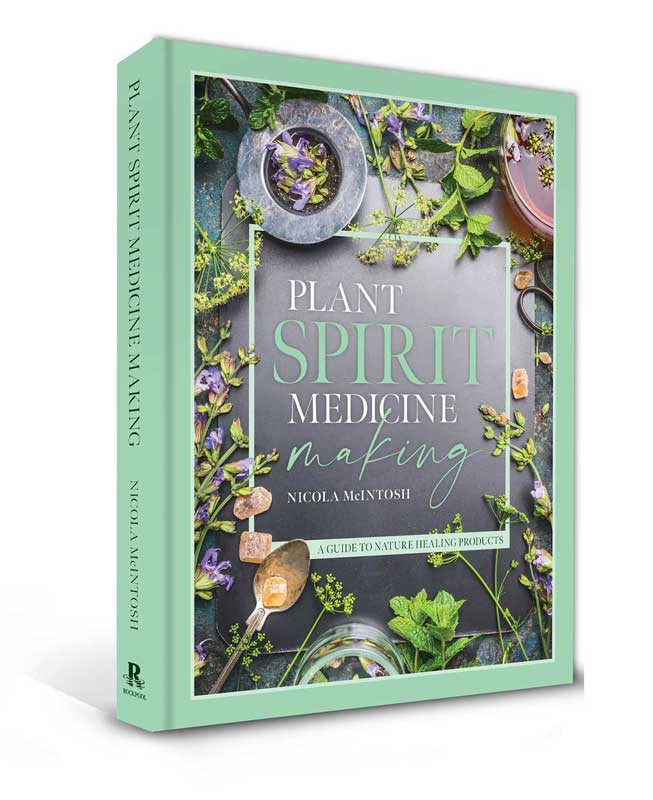 PLANT SPIRIT MEDICINE MAKING
NICOLA McINTOSH
R
ROCKPOOL
PLANT
SPIRIT
MEDICINE
making
NICOLA McINTOSH
A GUIDE TO NATURE HEALING PRODUCTS